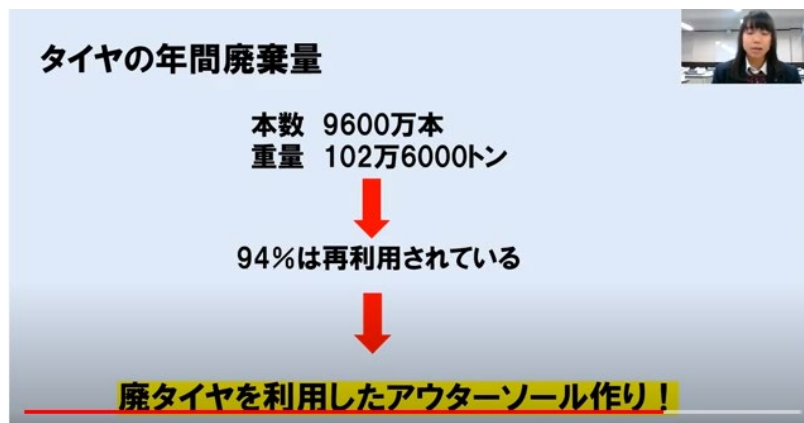 タイヤの年間廃棄量
本数 9600万本
重量 102万6000トン
94%は再利用されている
廃タイヤを利用したアウターソール作り！